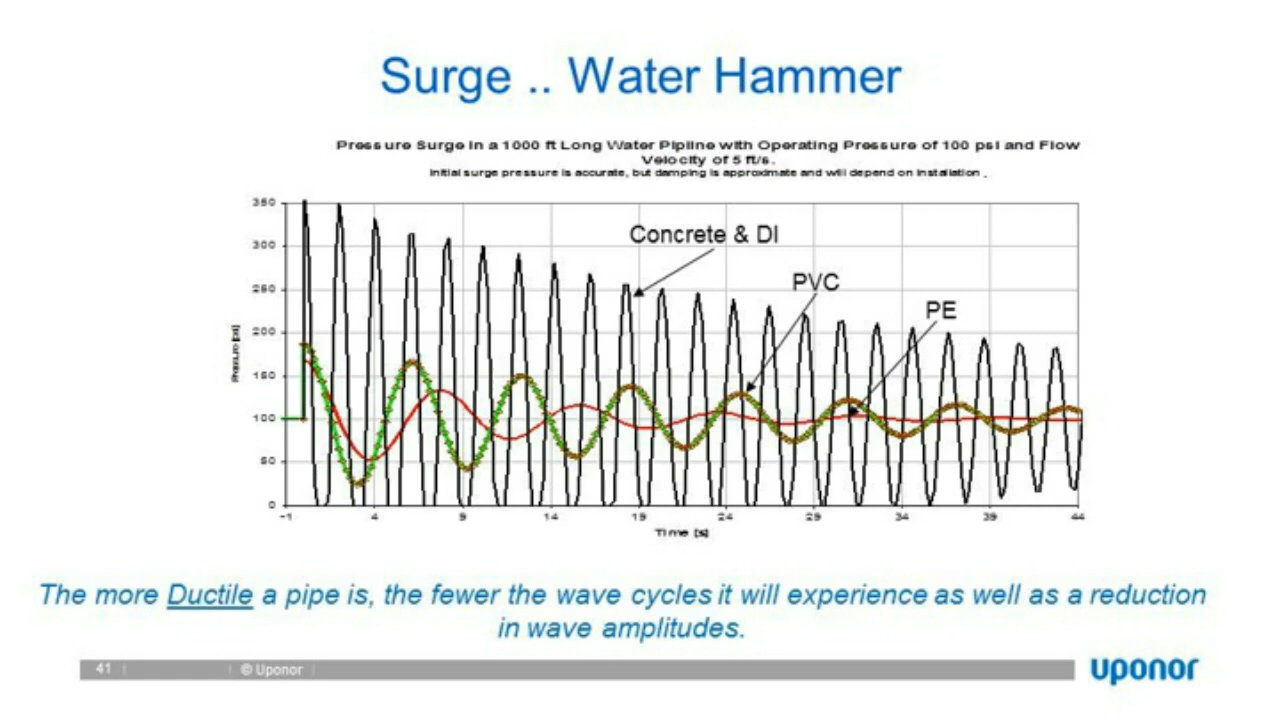 Surge .. Water Hammer
Pressure Surge in a 1000 ft Long Water Pipline with Operating Pressure of 100 psi and Flow
Velocity of 5 ft/s.
Initial surge pressure is accurate, but damping is approximate and will depend on installation .
350
300
250
200
150
100
50
0
Pressure [psi]
Concrete & DI
PVC
PE
-1 4 9 14 19 24 29 34 39 44
Time [s]
The more Ductile a pipe is, the fewer the wave cycles it will experience as well as a reduction
in wave amplitudes.
41 © Uponor
uponor